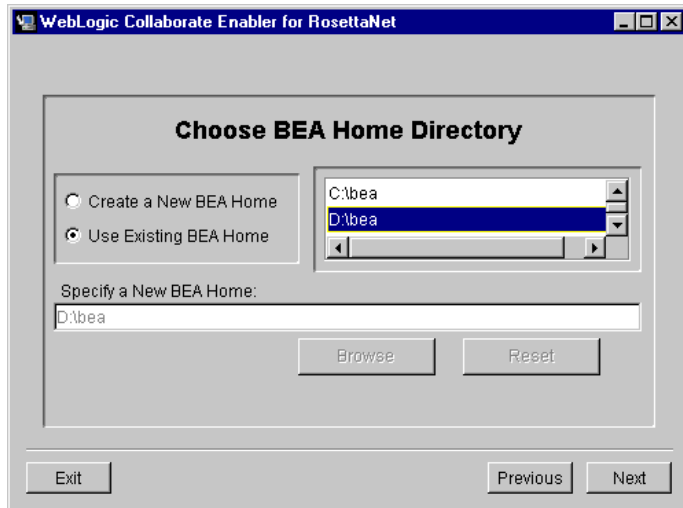 WebLogic Collaborate Enabler for RosettaNet
Choose BEA Home Directory
Create a New BEA Home
Use Existing BEA Home
C:\bea
D:\bea
Specify a New BEA Home:
D:\bea
Browse
Reset
Exit
Previous
Next